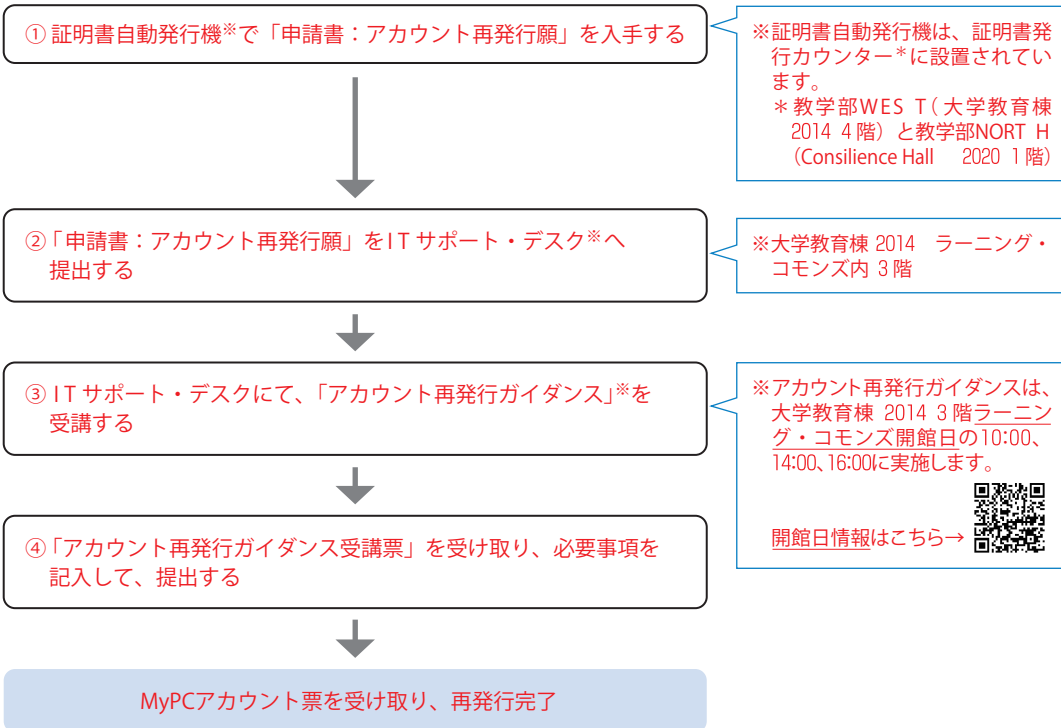 ①証明書自動発行機※で「申請書：アカウント再発行願」を入手する
※証明書自動発行機は、証明書発
行カウンター＊に設置されてい
ます。
＊教学部WES T（大学教育棟
2014 4階）と教学部NORT H
（Consilience Hall　2020 1階）
②「申請書：アカウント再発行願」をI T サポート・デスク※へ
提出する
※大学教育棟 2014　ラーニング・
コモンズ内 3階
③ I T サポート・デスクにて、「アカウント再発行ガイダンス」※を
受講する
※アカウント再発行ガイダンスは、
大学教育棟 2014 3階ラーニン
グ・コモンズ開館日の10:00、
14:00、16:00に実施します。
開館日情報はこちら→
④「アカウント再発行ガイダンス受講票」を受け取り、必要事項を
記入して、提出する
MyPCアカウント票を受け取り、再発行完了